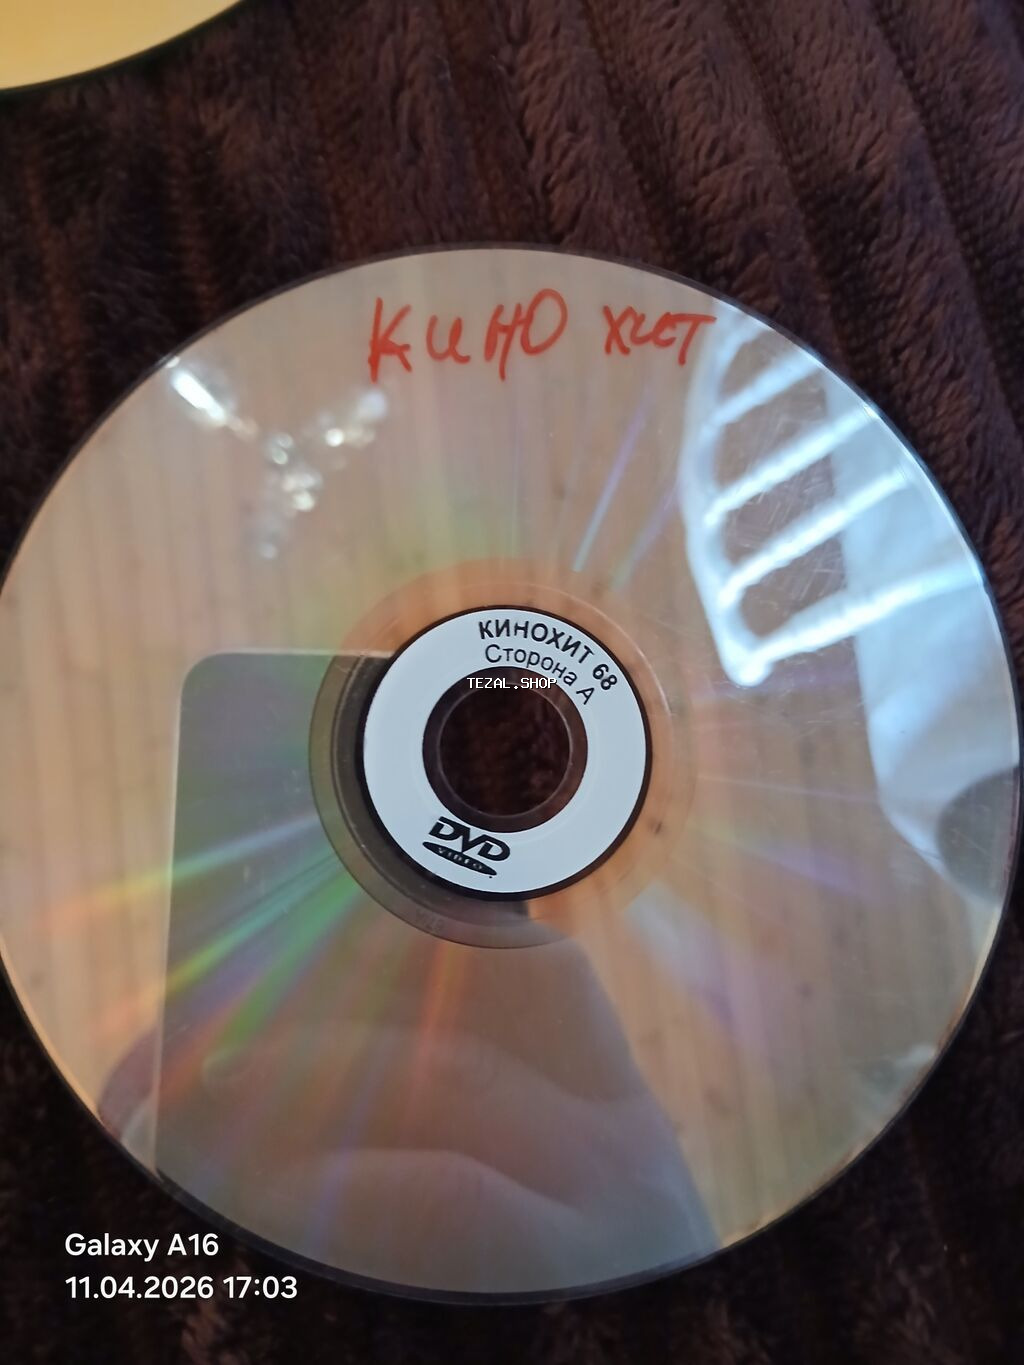 кино хит
КИНОХИТ 68
Сторона А
TEZAL.SHOP
DVD
VIDEO
Galaxy A16
11.04.2026 17:03